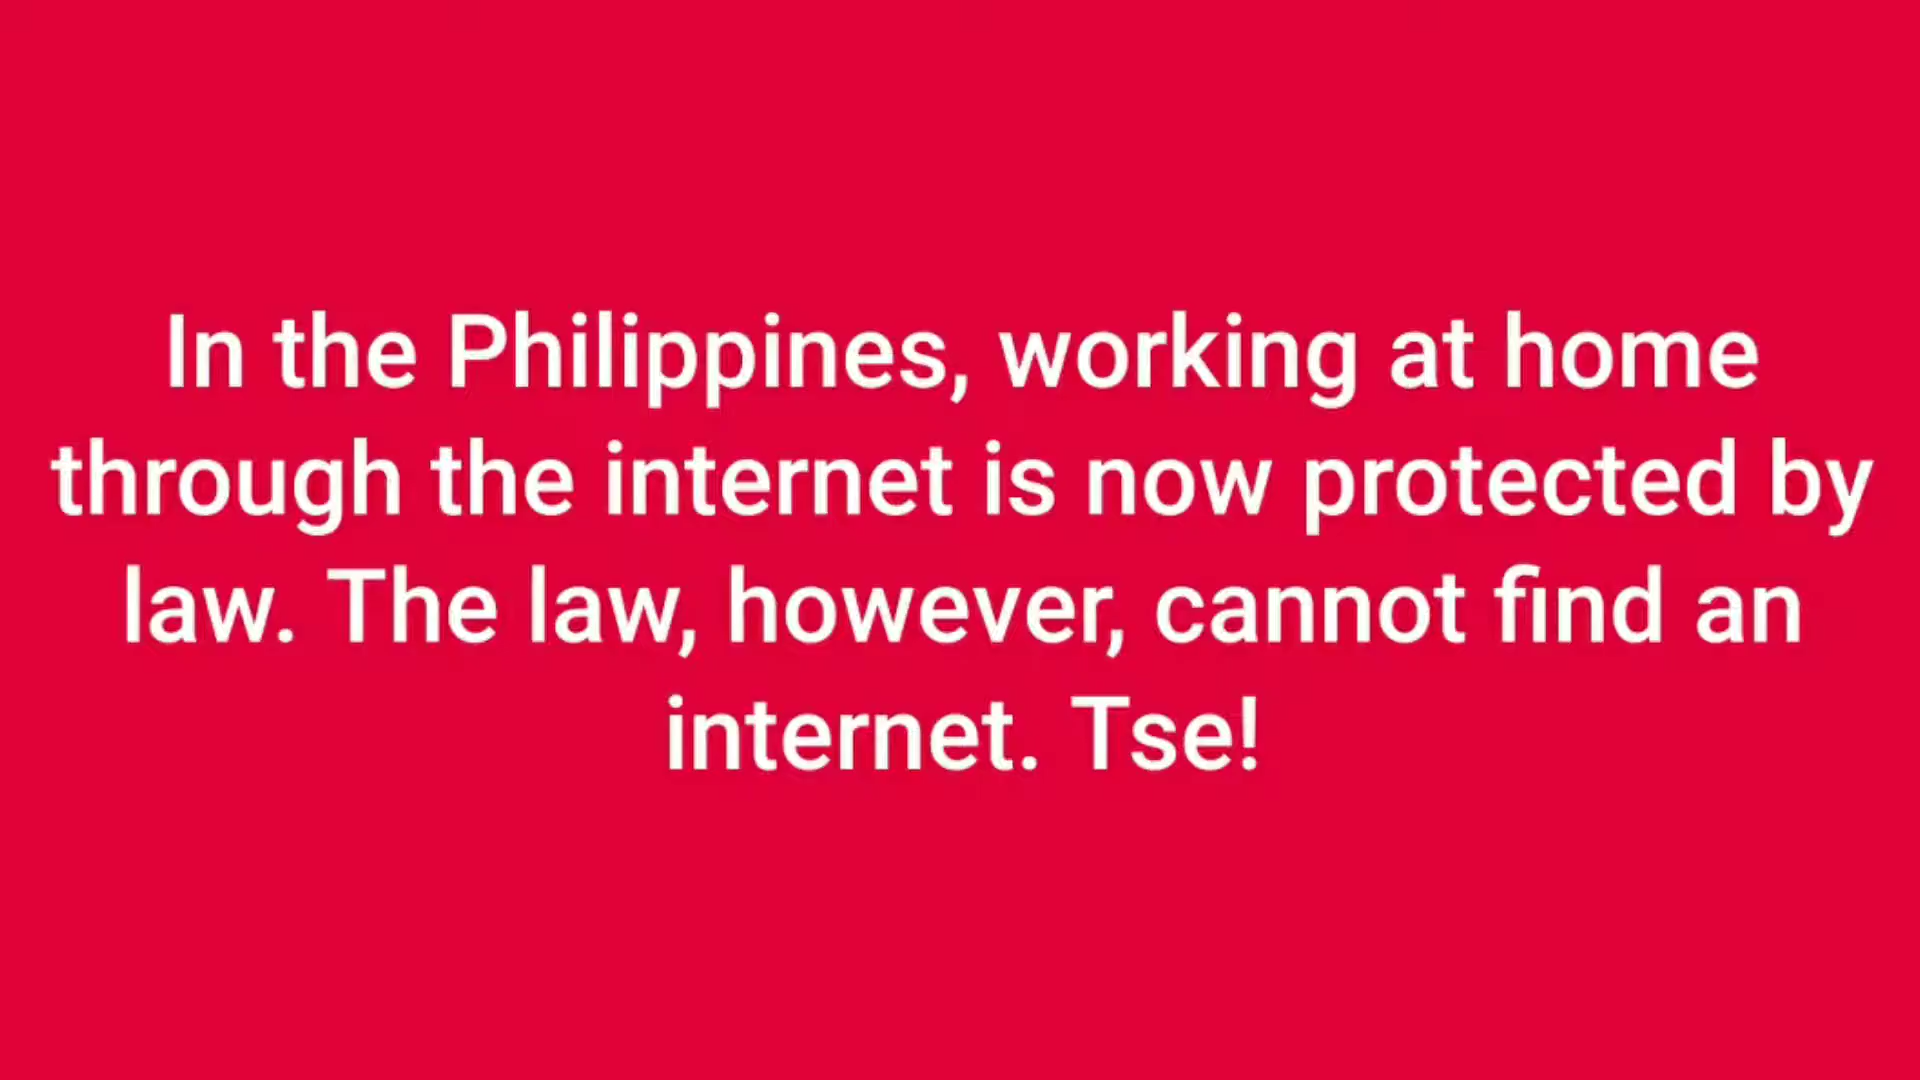 In the Philippines, working at home
through the internet is now protected by
law. The law, however, cannot find an
internet. Tse!